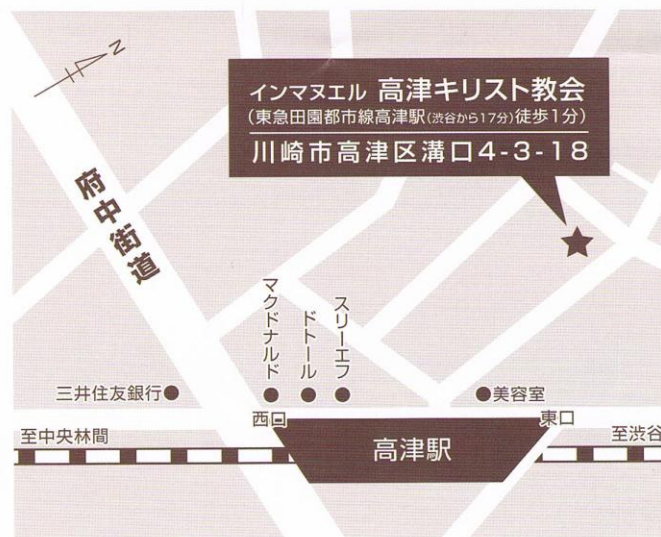 N
インマヌエル 高津キリスト教会
(東急田園都市線高津駅(渋谷から17分)徒歩1分)
川崎市高津区溝口4-3-18
府中街道
マクドナルド
ドトール
スリーエフ
三井住友銀行
美容室
西口
東口
至中央林間
高津駅
至渋谷